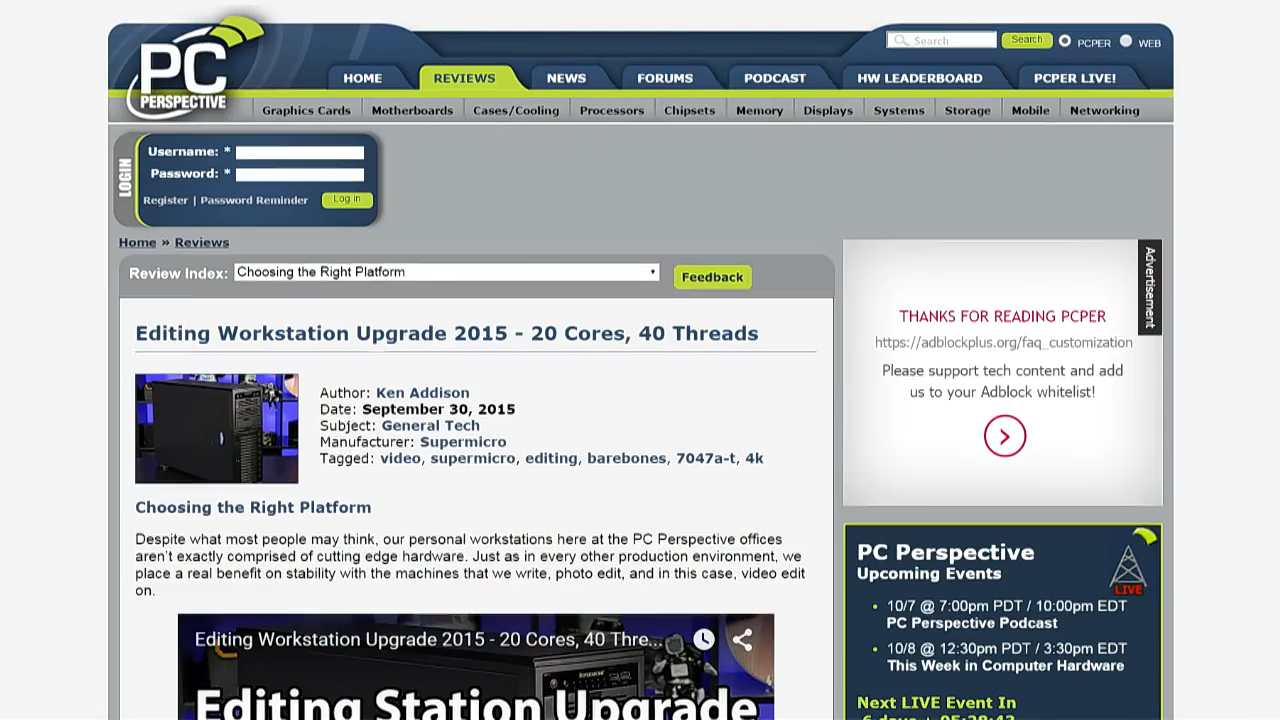 PC
PERSPECTIVE
Search
Search
PCPER
WEB
HOME
REVIEWS
NEWS
FORUMS
PODCAST
HW LEADERBOARD
PCPER LIVE!
Graphics Cards
Motherboards
Cases/Cooling
Processors
Chipsets
Memory
Displays
Systems
Storage
Mobile
Networking
LOGIN
Username: *
Password: *
Register | Password Reminder
Log in
Home » Reviews
Review Index: Choosing the Right Platform
Feedback
Editing Workstation Upgrade 2015 - 20 Cores, 40 Threads
Author: Ken Addison
Date: September 30, 2015
Subject: General Tech
Manufacturer: Supermicro
Tagged: video, supermicro, editing, barebones, 7047a-t, 4k
Choosing the Right Platform
Despite what most people may think, our personal workstations here at the PC Perspective offices
aren't exactly comprised of cutting edge hardware. Just as in every other production environment, we
place a real benefit on stability with the machines that we write, photo edit, and in this case, video edit
on.
Editing Workstation Upgrade 2015 - 20 Cores, 40 Thre...
Editing Station Upgrade
Advertisement
THANKS FOR READING PCPER
https://adblockplus.org/faq_customization
Please support tech content and add
us to your Adblock whitelist!
PC Perspective
Upcoming Events
LIVE
• 10/7 @ 7:00pm PDT / 10:00pm EDT
PC Perspective Podcast
• 10/8 @ 12:30pm PDT / 3:30pm EDT
This Week in Computer Hardware
Next LIVE Event In